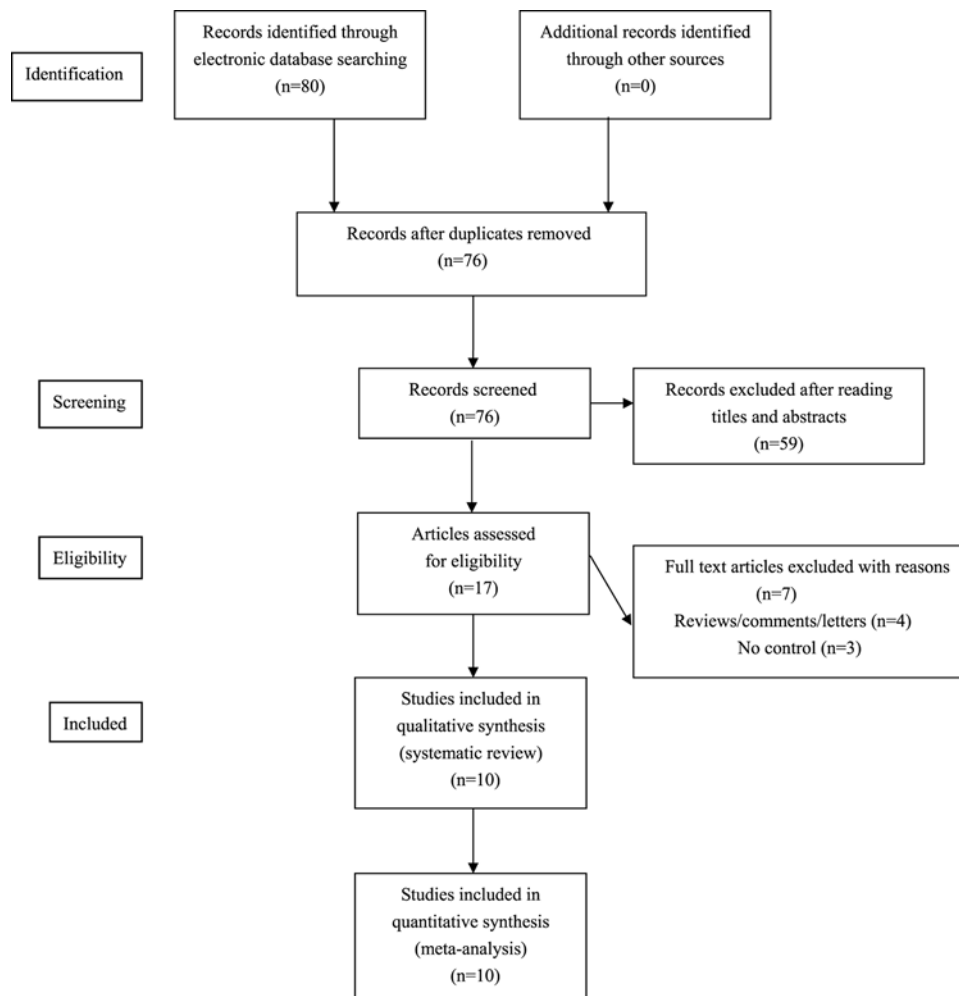 Identification
Records identified through
electronic database searching
(n=80)
Additional records identified
through other sources
(n=0)
Records after duplicates removed
(n=76)
Screening
Records screened
(n=76)
Records excluded after reading
titles and abstracts
(n=59)
Eligibility
Articles assessed
for eligibility
(n=17)
Full text articles excluded with reasons
(n=7)
Reviews/comments/letters (n=4)
No control (n=3)
Included
Studies included in
qualitative synthesis
(systematic review)
(n=10)
Studies included in
quantitative synthesis
(meta-analysis)
(n=10)